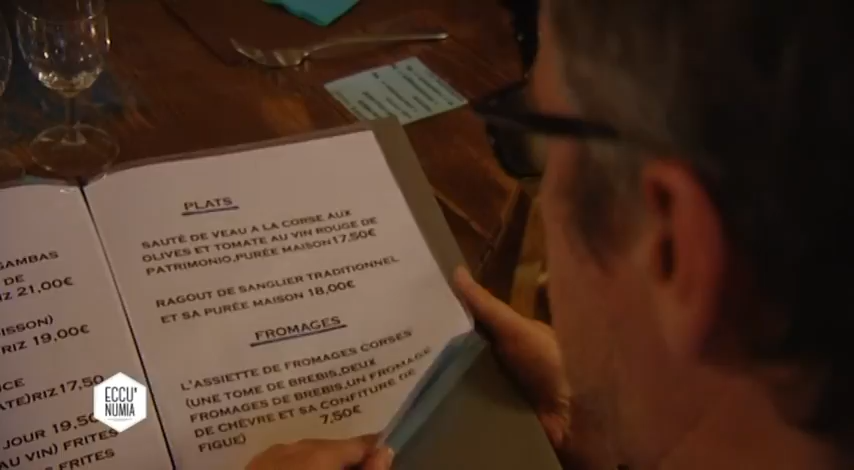 GAMBAS
DE
RIZ 21,00€
ISSON)
RIZ 19,00€
CE
ATE)RIZ 17,50
JOUR 19,50
AU VIN) FRITES
FRITES
PLATS
SAUTÉ DE VEAU A LA CORSE AUX
OLIVES ET TOMATE AU VIN ROUGE DE
PATRIMONIO,PURÉE MAISON 17,50€
RAGOUT DE SANGLIER TRADITIONNEL
ET SA PURÉE MAISON 18,00€
FROMAGES
L'ASSIETTE DE FROMAGES CORSES
(UNE TOME DE BREBIS,DEUX
FROMAGES DE BREBIS,UN FROMAGE
DE CHÈVRE ET SA CONFITURE DE
FIGUE) 7,50€
ECCU'
NUMIA